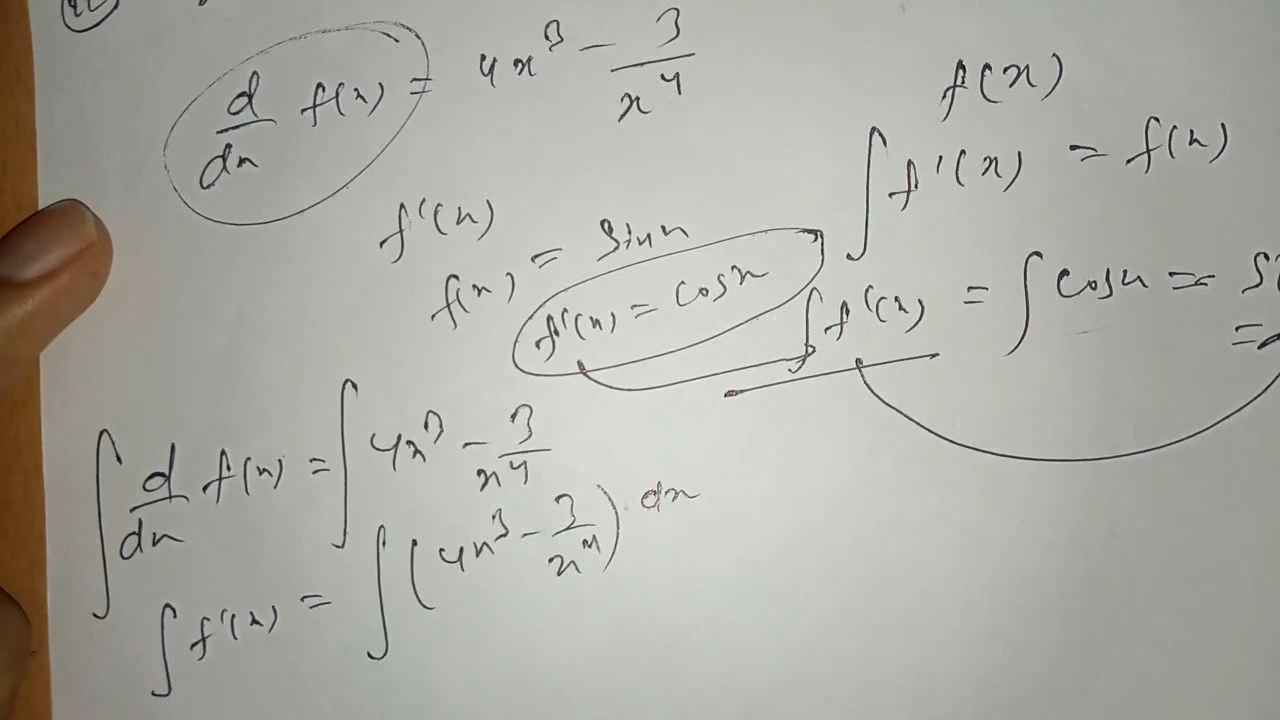 d/dx f(x) = 4x³ - 3/x⁴
f(x)
∫ f'(x) = f(x)
f'(x)
f(x) = sinx
f'(x) = cosx
∫ f'(x) = ∫ cosx =
=
∫ d/dx f(x) = ∫ 4x³ - 3/x⁴
∫ f'(x) = ∫ (4x³ - 3/x⁴) dx